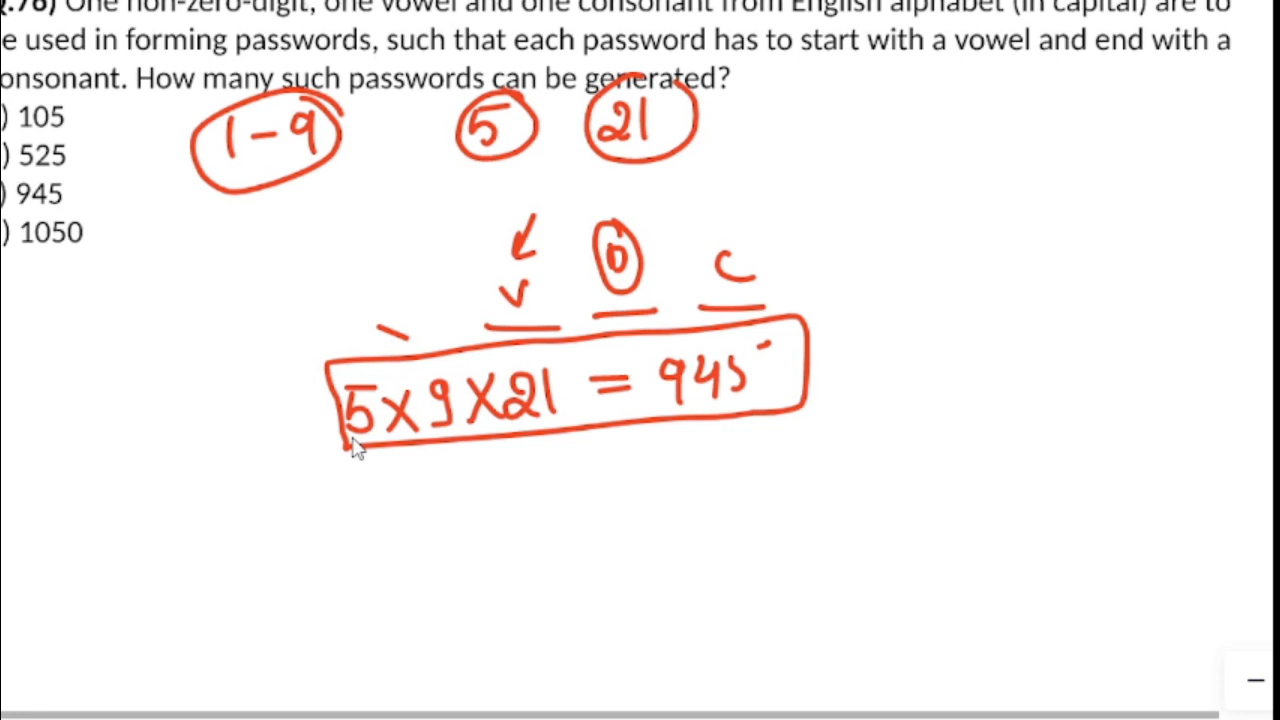 .76) One non-zero-digit, one vowel and one consonant from English alphabet (in capital) are to
e used in forming passwords, such that each password has to start with a vowel and end with a
onsonant. How many such passwords can be generated?
) 105
) 525
) 945
) 1050
1-9 5 21
V D C
5x9x21 = 945